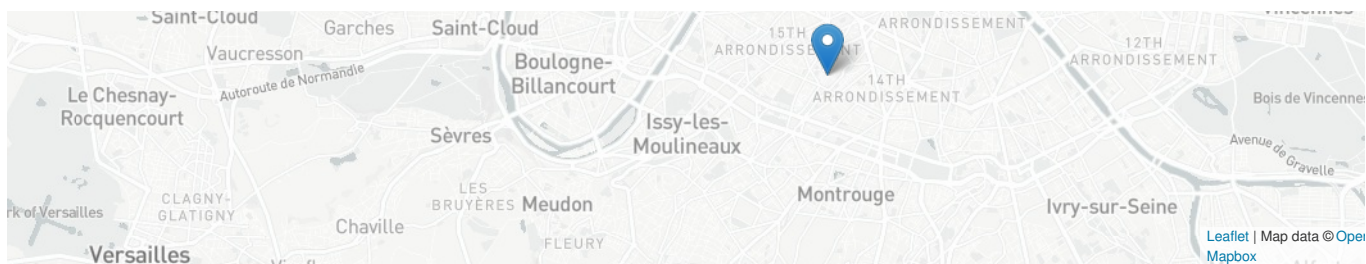 Saint-Cloud
Garches
Saint-Cloud
Vaucresson
Autoroute de Normandie
Le Chesnay-
Rocquencourt
Boulogne-
Billancourt
Sèvres
Issy-les-
Moulineaux
15TH
ARRONDISSEMENT
14TH
ARRONDISSEMENT
ARRONDISSEMENT
12TH
ARRONDISSEMENT
Vincennes
Bois de Vincennes
Avenue de Gravelle
CLAGNY-
GLATIGNY
rk of Versailles
Versailles
Chaville
LES
BRUYÈRES
Meudon
FLEURY
Montrouge
Ivry-sur-Seine
Leaflet | Map data © Oper
Mapbox